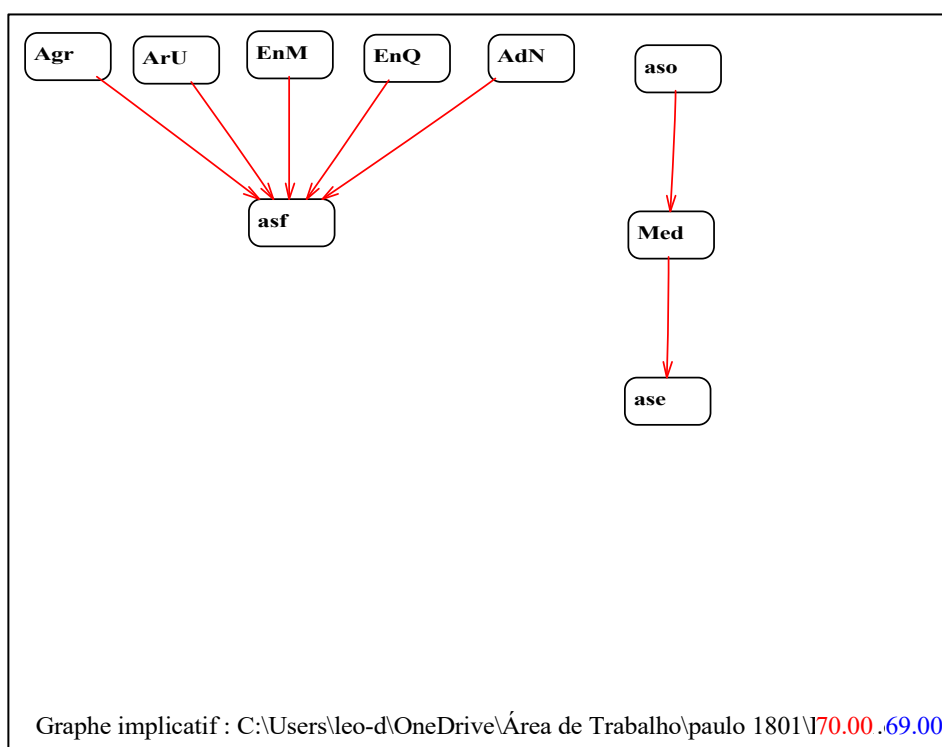 Agr ArU EnM EnQ AdN aso
asf Med
ase
Graphe implicatif : C:\Users\leo-d\OneDrive\Área de Trabalho\paulo 1801\ 70.00 69.00